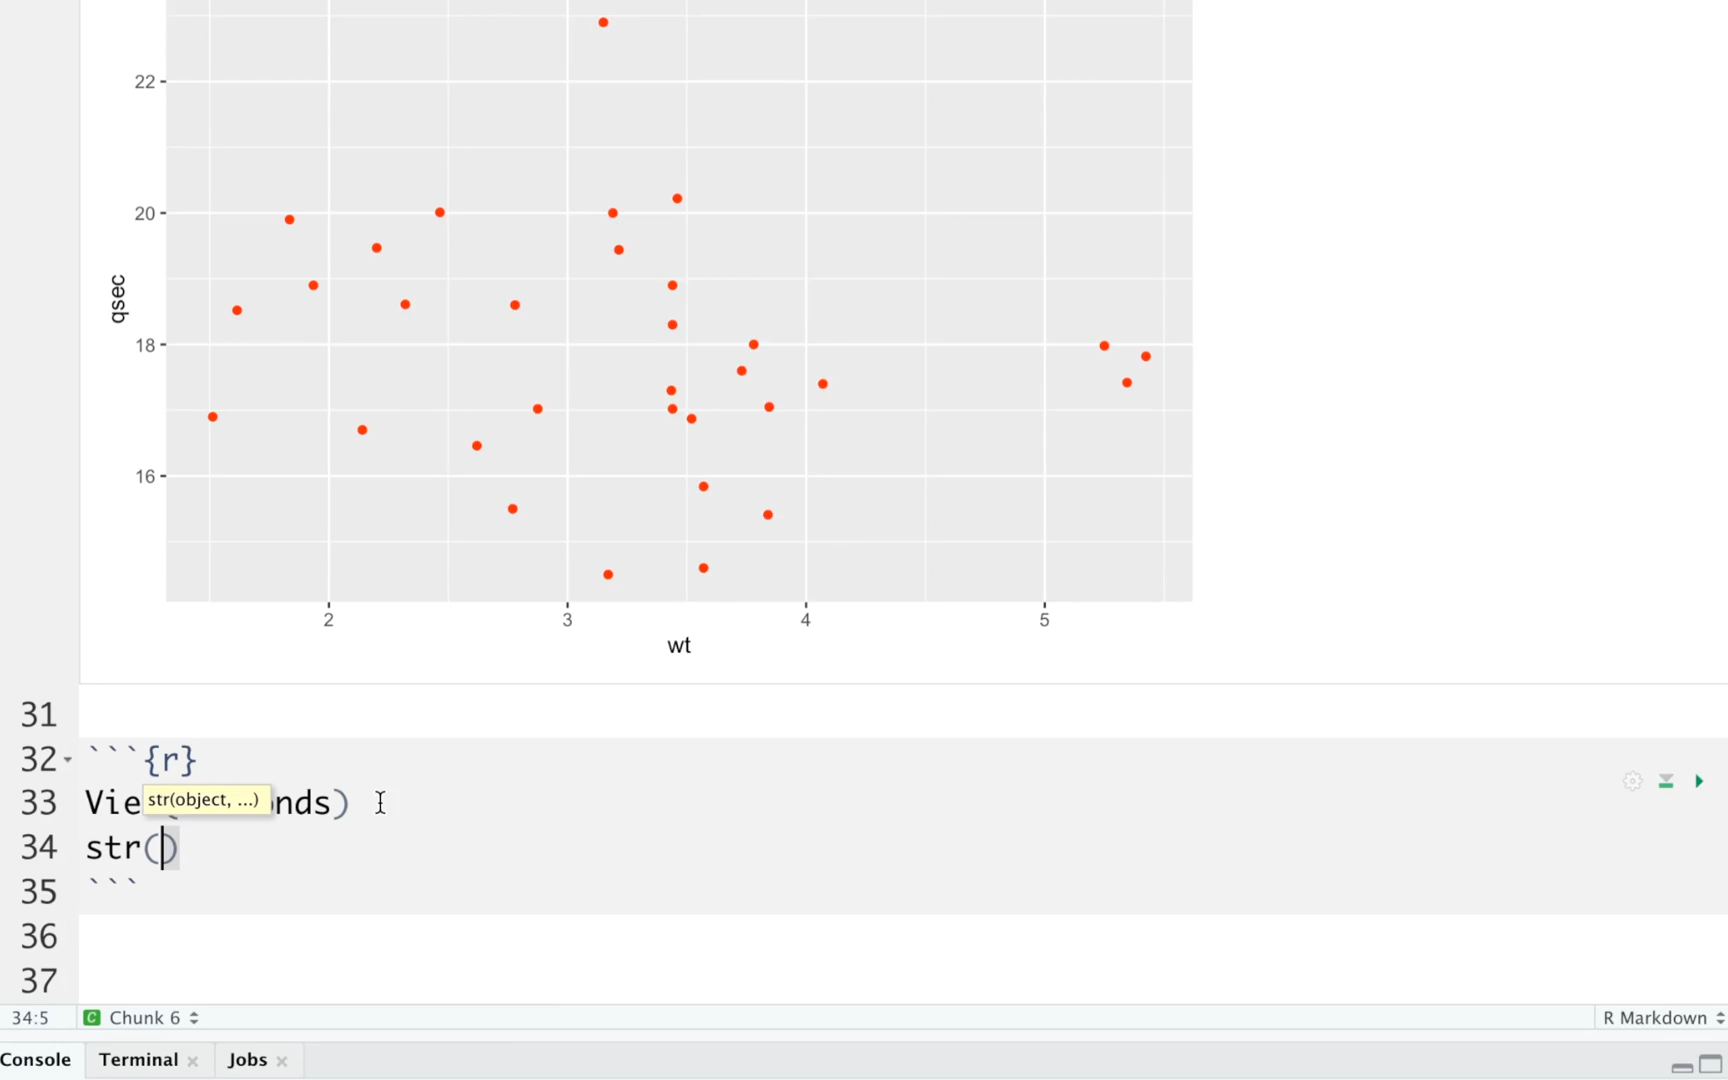 22
20
18
16
qsec
2 3 4 5
wt
31
32 ```{r}
33 Vie nds)
str(object, ...)
34 str()
35 ```
36
37
34:5 C Chunk 6 R Markdown
Console Terminal Jobs